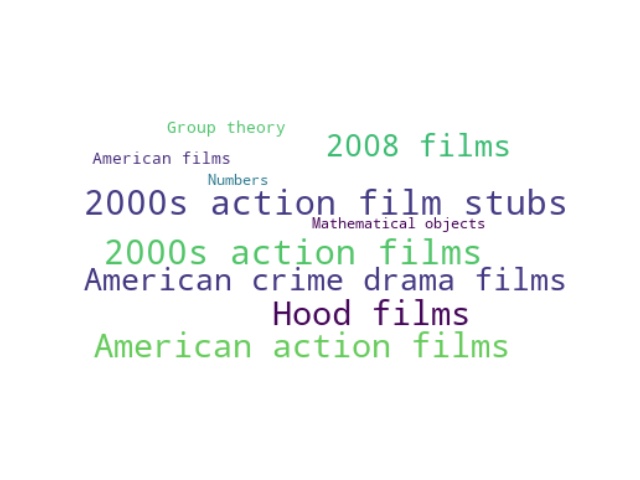 Group theory
2008 films
American films
Numbers
2000s action film stubs
Mathematical objects
2000s action films
American crime drama films
Hood films
American action films